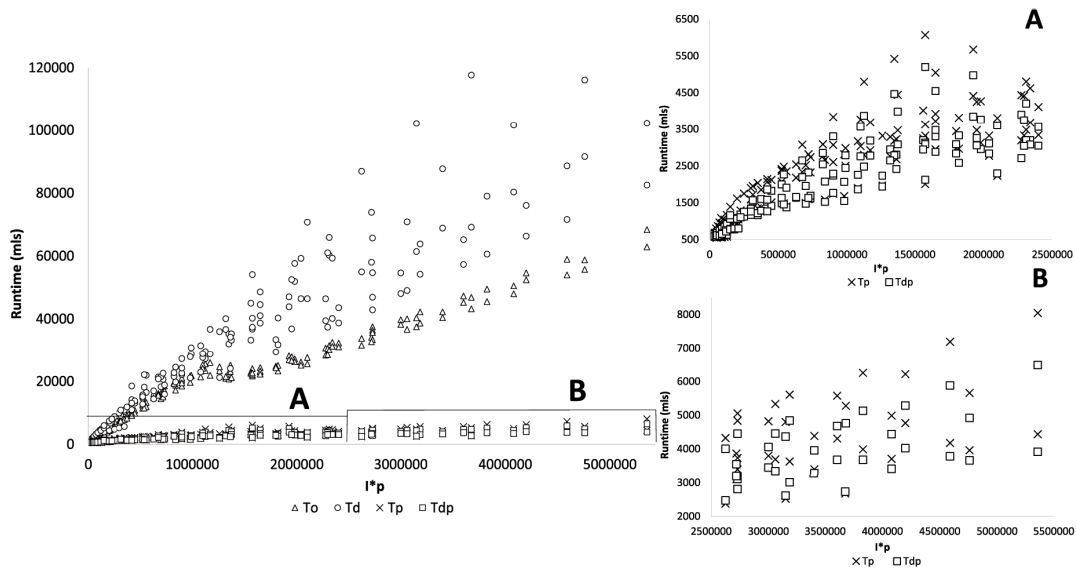 120000
100000
80000
60000
40000
20000
0
Runtime (mls)
A
B
0 1000000 2000000 3000000 4000000 5000000
I*p
To Td Tp Tdp
A
6500
5500
4500
3500
2500
1500
500
Runtime (mls)
0 500000 1000000 1500000 2000000 2500000
I*p
Tp Tdp
B
8000
7000
6000
5000
4000
3000
2000
Runtime (mls)
2500000 3000000 3500000 4000000 4500000 5000000 5500000
I*p
Tp Tdp